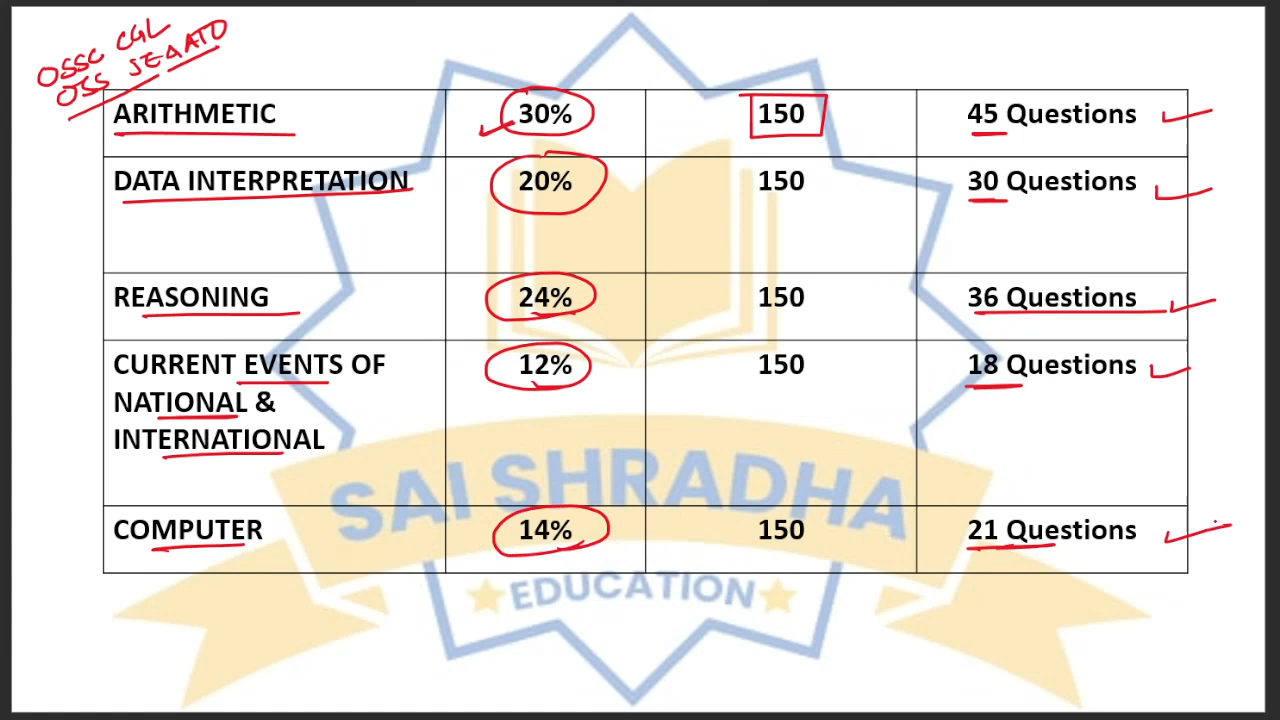 OSSC CGL
OSS SE&ATO
ARITHMETIC 30% 150 45 Questions
DATA INTERPRETATION 20% 150 30 Questions
REASONING 24% 150 36 Questions
CURRENT EVENTS OF 12% 150 18 Questions
NATIONAL &
INTERNATIONAL
SAI SHRADHA
COMPUTER 14% 150 21 Questions
EDUCATION